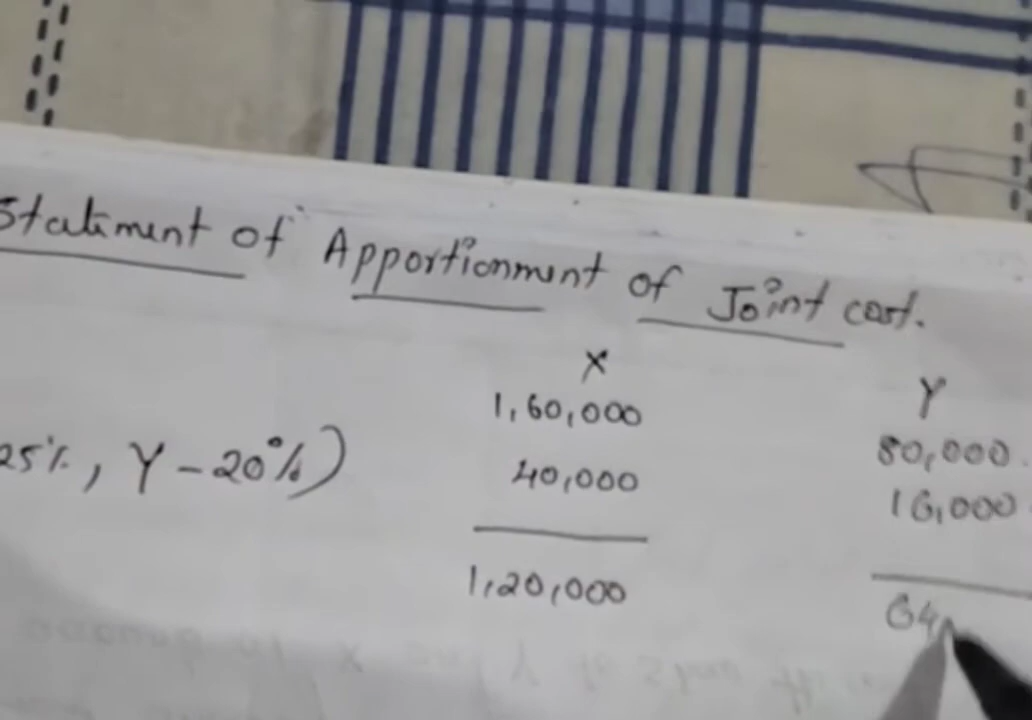 Statement of Apportionment of Joint cost.
X Y
1,60,000 80,000
25%, Y-20%) 40,000 16,000
1,20,000 64